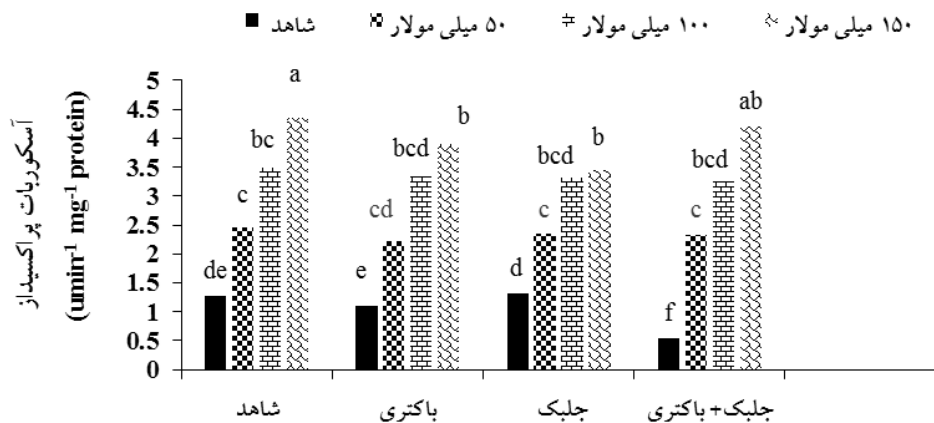 شاهد ۵۰ میلی مولار ۱۰۰ میلی مولار ۱۵۰ میلی مولار
آسکوربات پراکسیداز
(umin-1 mg-1 protein)
5
4.5
4
3.5
3
2.5
2
1.5
1
0.5
0
de c bc a
e cd bcd b
d c bcd b
f c bcd ab
شاهد باکتری جلبک جلبک+باکتری